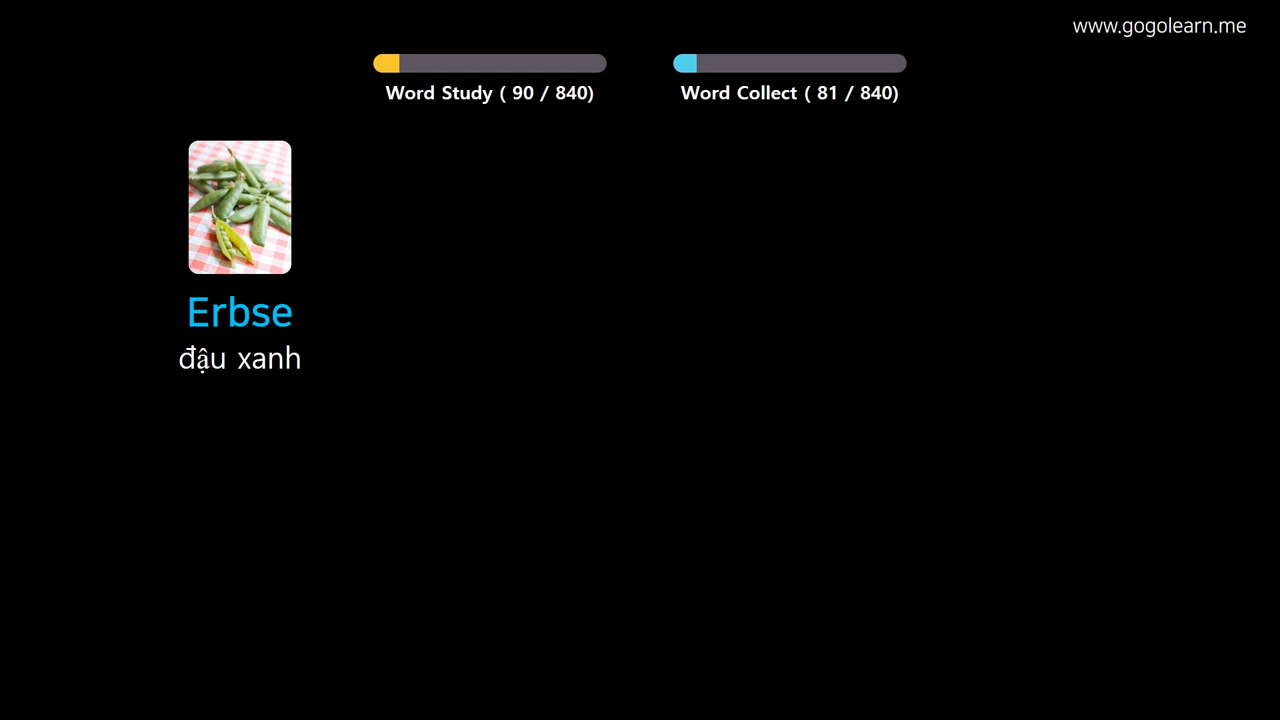 www.gogolearn.me
Word Study ( 90 / 840)
Word Collect ( 81 / 840)
Erbse
đậu xanh